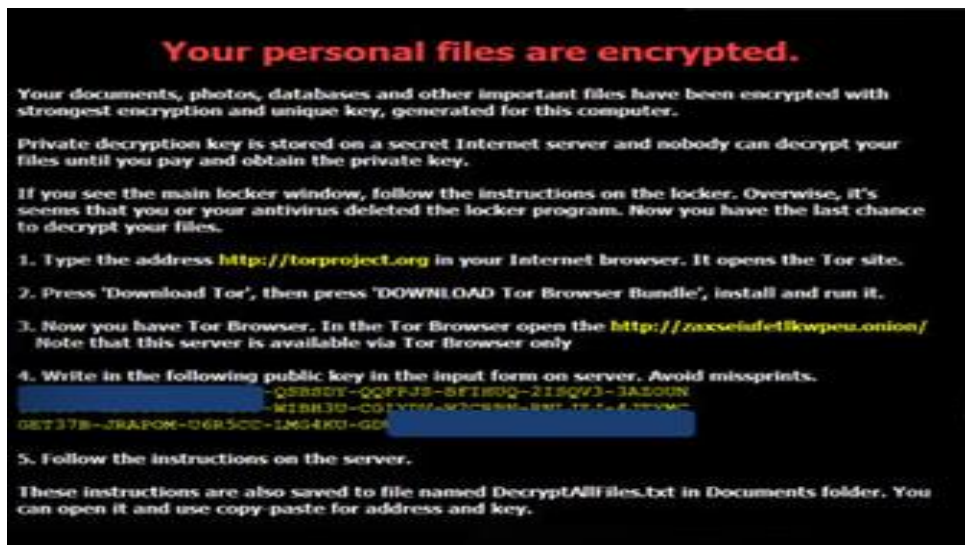 Your personal files are encrypted.
Your documents, photos, databases and other important files have been encrypted with
strongest encryption and unique key, generated for this computer.
Private decryption key is stored on a secret Internet server and nobody can decrypt your
files until you pay and obtain the private key.
If you see the main locker window, follow the instructions on the locker. Overwise, it's
seems that you or your antivirus deleted the locker program. Now you have the last chance
to decrypt your files.
1. Type the address http://torproject.org in your Internet browser. It opens the Tor site.
2. Press 'Download Tor', then press 'DOWNLOAD Tor Browser Bundle', install and run it.
3. Now you have Tor Browser. In the Tor Browser open the
Note that this server is available via Tor Browser only
4. Write in the following public key in the input form on server. Avoid missprints.
5. Follow the instructions on the server.
These instructions are also saved to file named DecryptAllFiles.txt in Documents folder. You
can open it and use copy-paste for address and key.